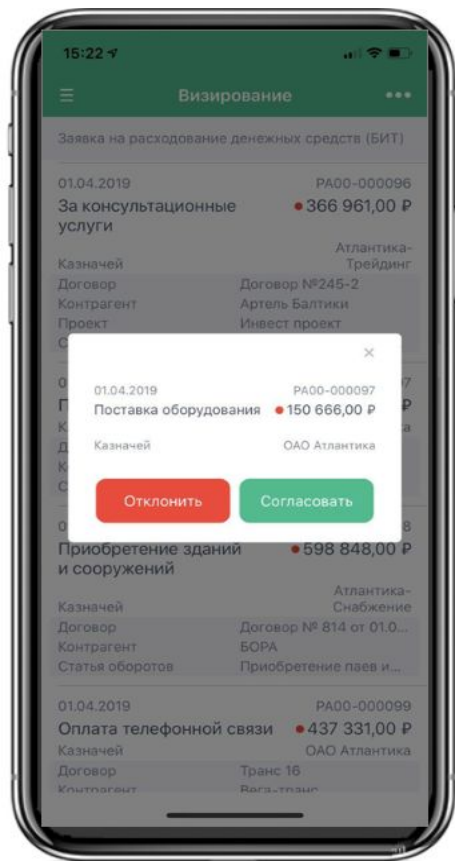 15:22
Визирование
Заявка на расходование денежных средств (БИТ)
01.04.2019 РА00-000096
За консультационные 366 961,00 ₽
услуги
Атлантика-
Казначей Трейдинг
Договор Договор №245-2
Контрагент Артель Балтики
Проект Инвест проект
01.04.2019 РА00-000097
Поставка оборудования 150 666,00 ₽
Казначей ОАО Атлантика
Отклонить Согласовать
Приобретение зданий 598 848,00 ₽
и сооружений
Атлантика-
Казначей Снабжение
Договор Договор № 814 от 01.0...
Контрагент БОРА
Статья оборотов Приобретение паев и...
01.04.2019 РА00-000099
Оплата телефонной связи 437 331,00 ₽
Казначей ОАО Атлантика
Договор Транс 16
Контрагент Вега-транс